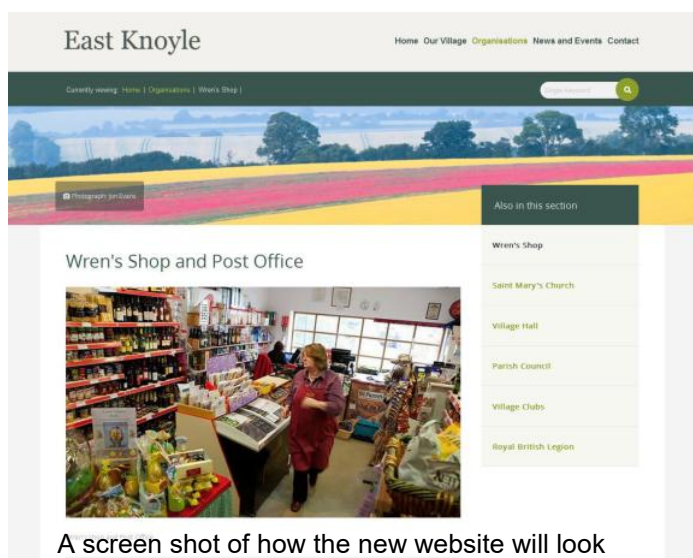 East Knoyle
Home Our Village Organisations News and Events Contact
Currently viewing: Home | Organisations | Wren's Shop |
Photograph: Jon Evans
Also in this section
Wren's Shop
Wren's Shop and Post Office
Saint Mary's Church
Village Hall
Parish Council
Village Clubs
Royal British Legion
A screen shot of how the new website will look